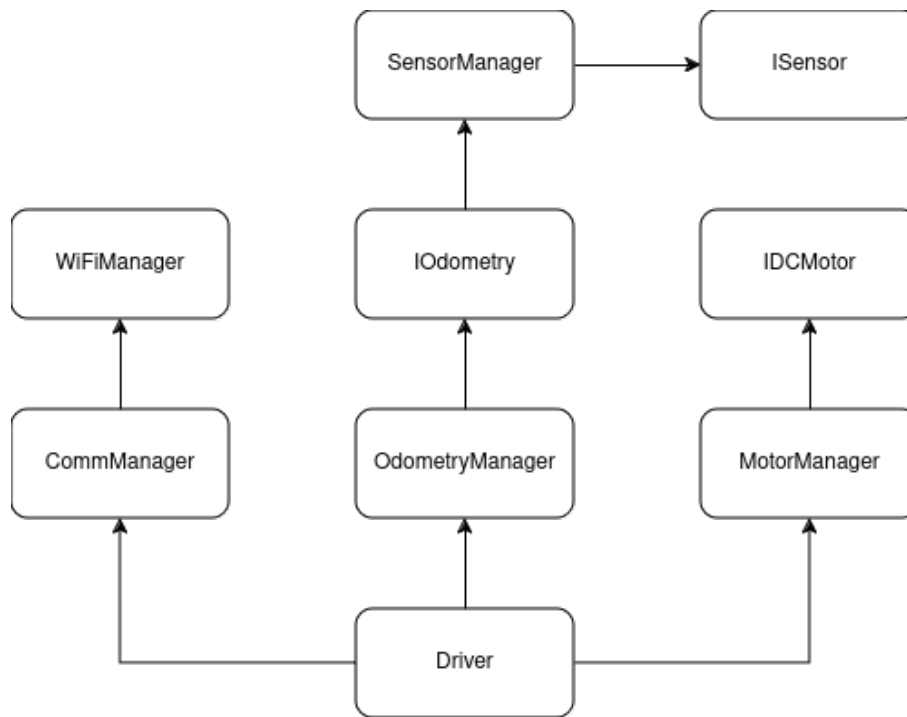 SensorManager
ISensor
WiFiManager
IOdometry
IDCMotor
CommManager
OdometryManager
MotorManager
Driver